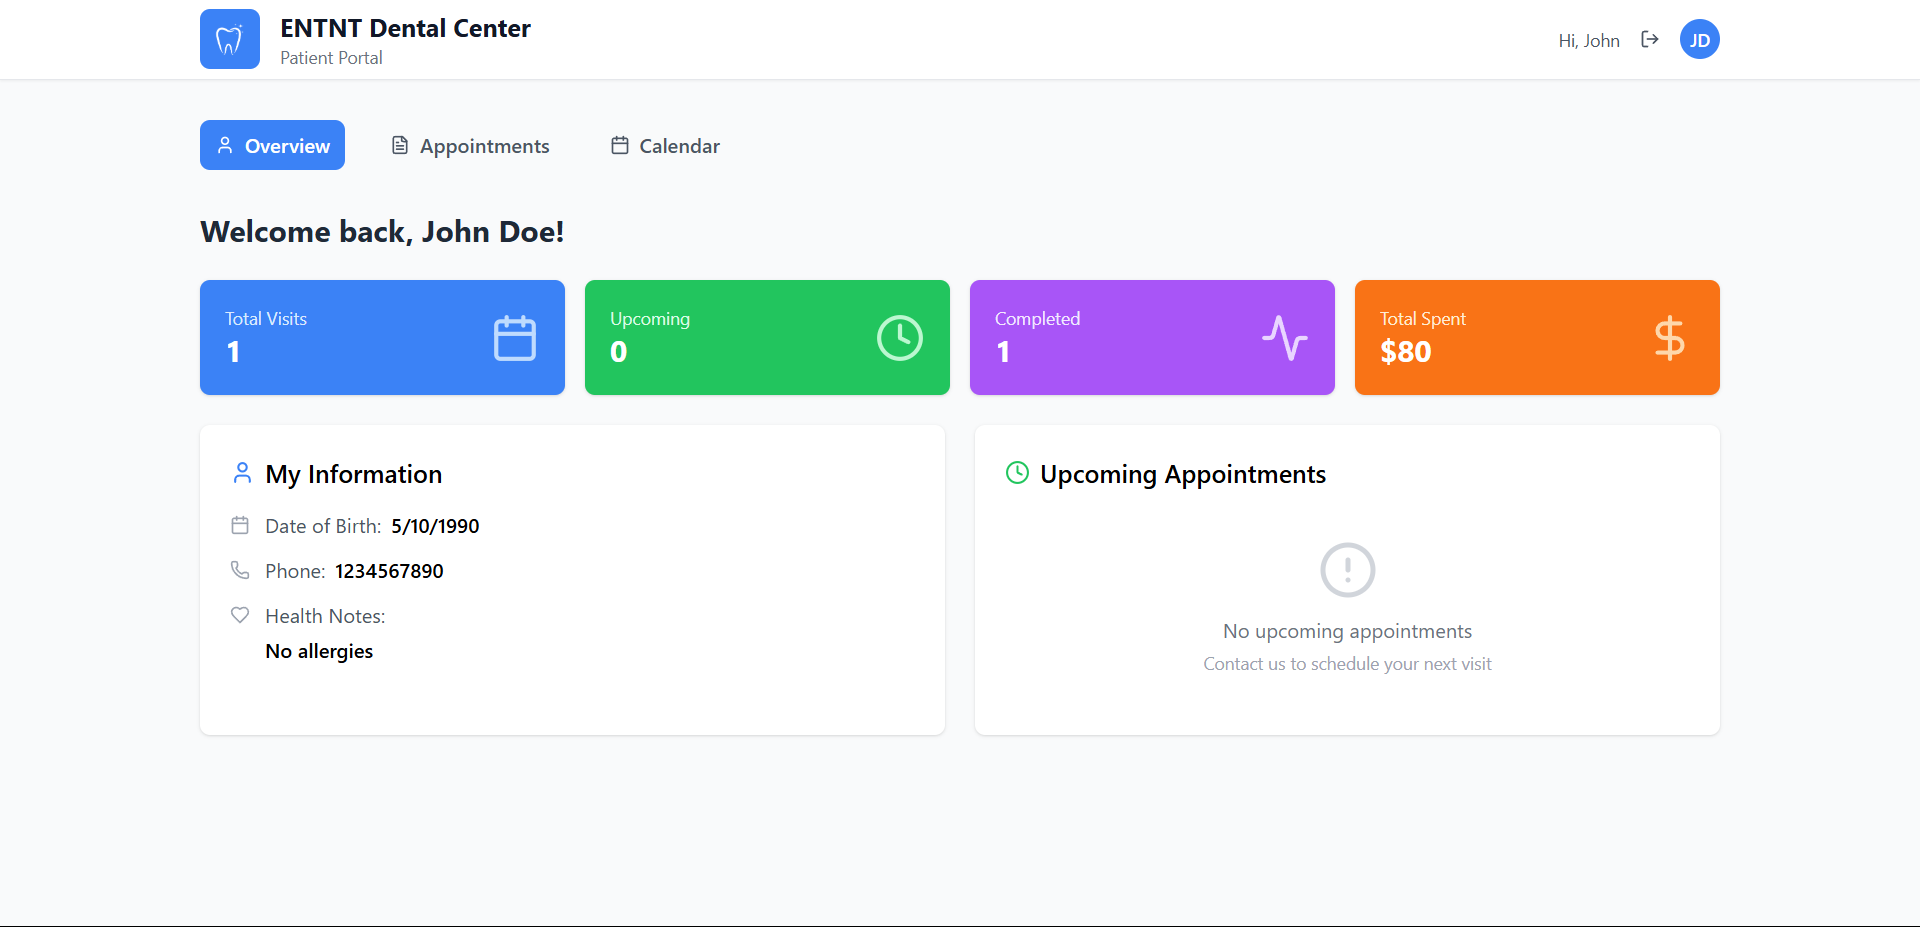 ENTNT Dental Center
Patient Portal
Hi, John
JD
Overview
Appointments
Calendar
Welcome back, John Doe!
Total Visits
1
Upcoming
0
Completed
1
Total Spent
$80
My Information
Date of Birth: 5/10/1990
Phone: 1234567890
Health Notes:
No allergies
Upcoming Appointments
No upcoming appointments
Contact us to schedule your next visit